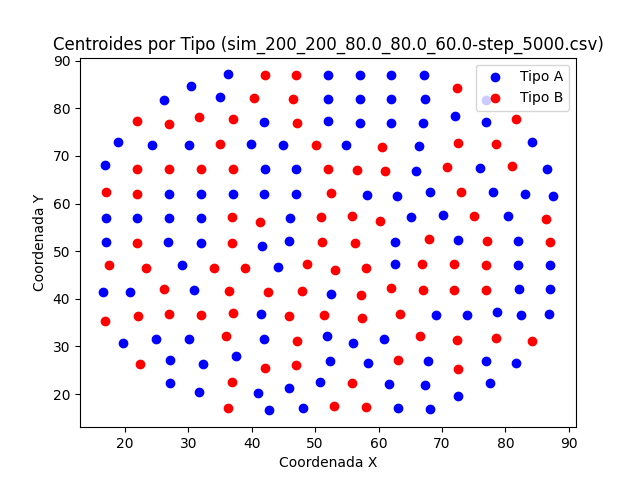 Centroides por Tipo (sim_200_200_80.0_80.0_60.0-step_5000.csv)
Tipo A
Tipo B
90
80
70
60
50
40
30
20
Coordenada Y
20 30 40 50 60 70 80 90
Coordenada X